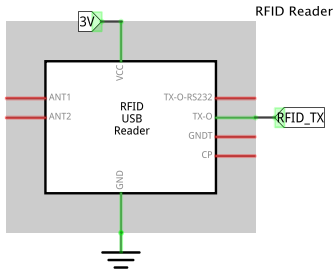 RFID Reader
3V
VCC
ANT1
ANT2
RFID
USB
Reader
TX-O-RS232
TX-O
GNDT
CP
RFID_TX
GND